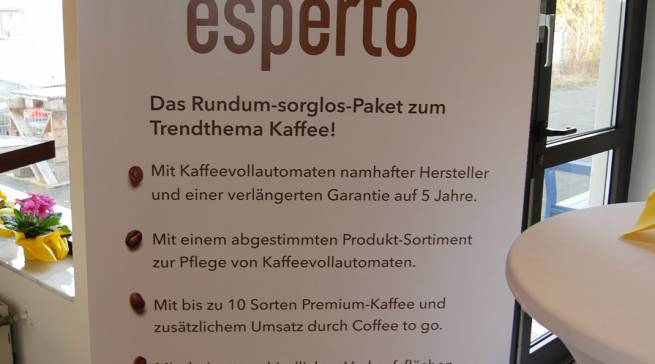 esperto
Das Rundum-sorglos-Paket zum
Trendthema Kaffee!
Mit Kaffeevollautomaten namhafter Hersteller
und einer verlängerten Garantie auf 5 Jahre.
Mit einem abgestimmten Produkt-Sortiment
zur Pflege von Kaffeevollautomaten.
Mit bis zu 10 Sorten Premium-Kaffee und
zusätzlichem Umsatz durch Coffee to go.